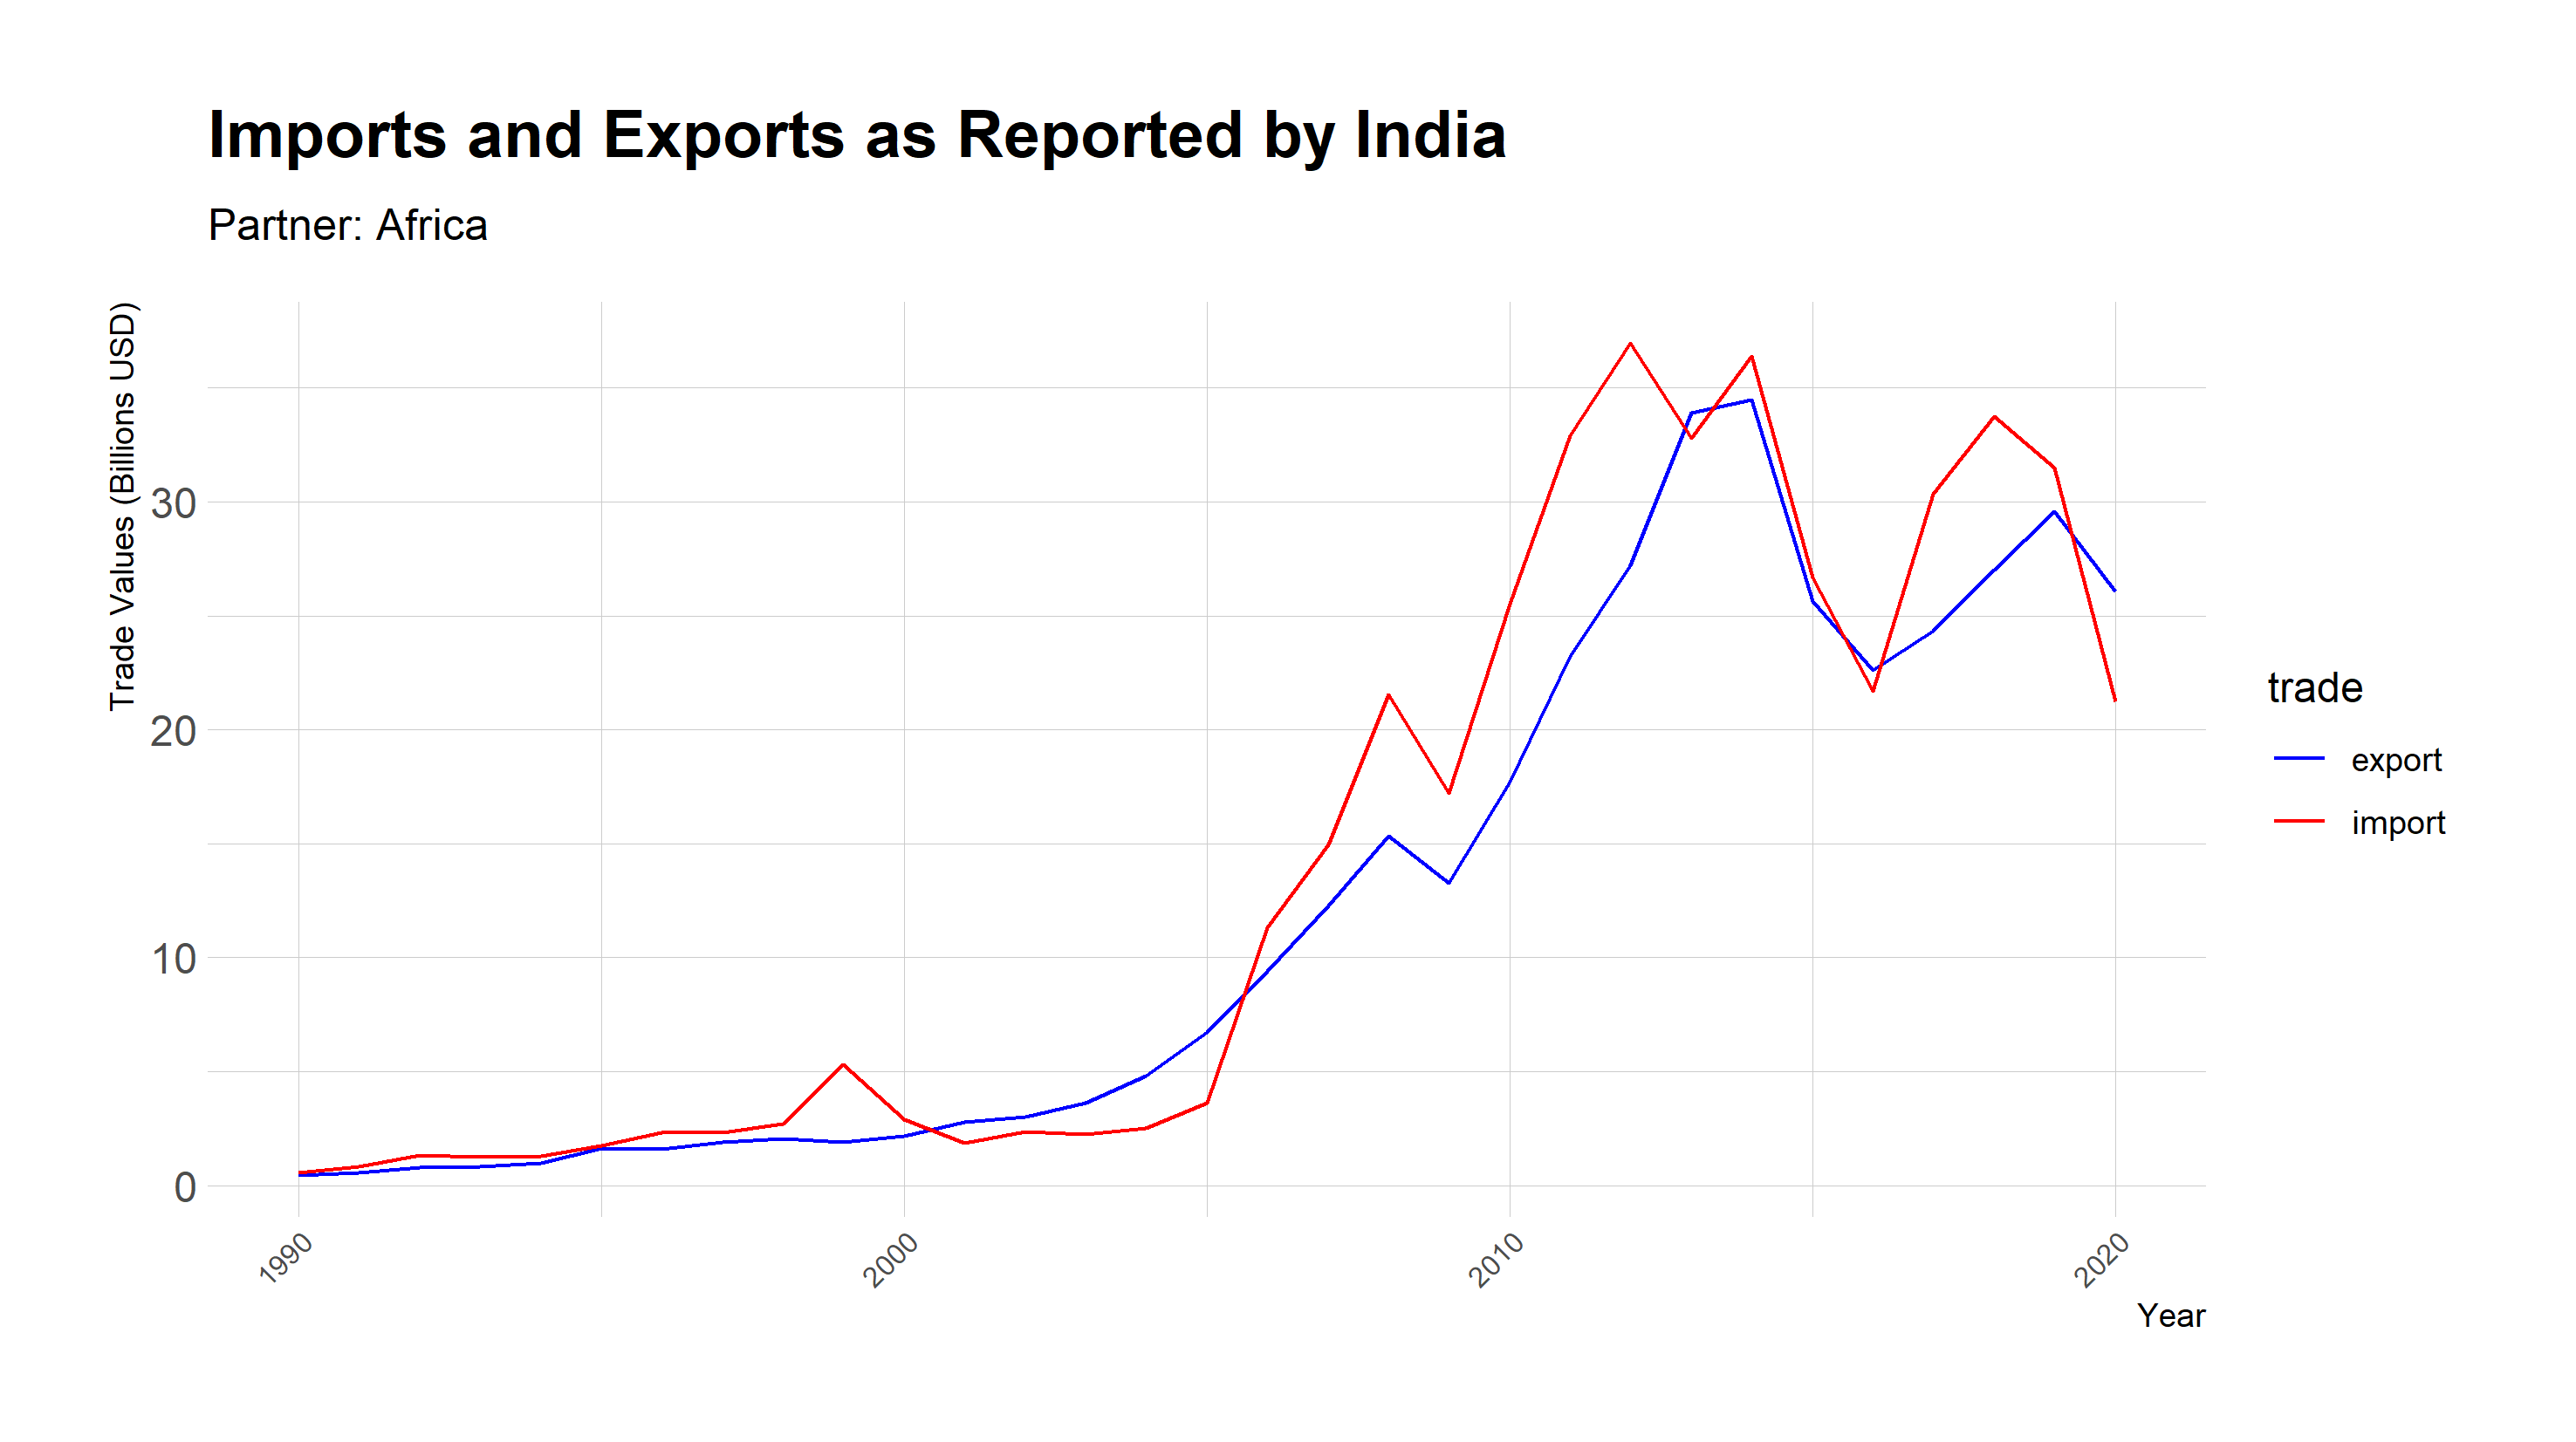 Imports and Exports as Reported by India
Partner: Africa
Trade Values (Billions USD)
30
20
10
0
1990
2000
2010
2020
Year
trade
export
import